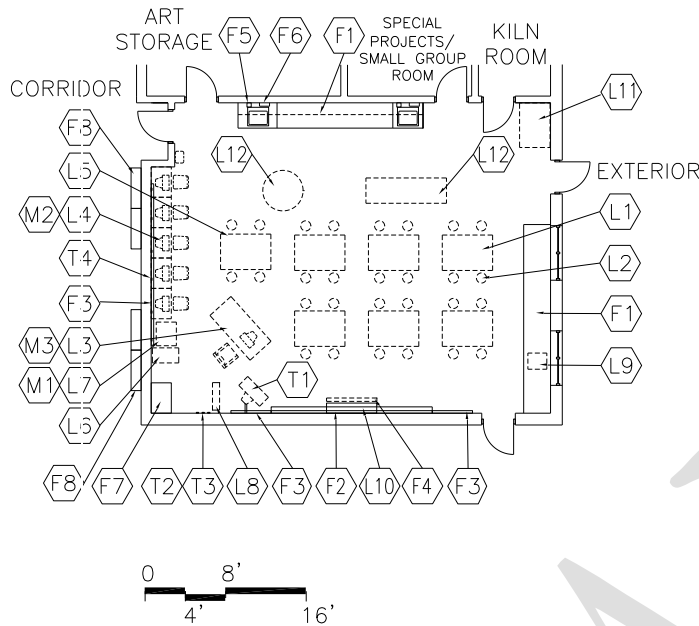 ART
STORAGE
F5
F6
F1
SPECIAL
PROJECTS/
SMALL GROUP
ROOM
KILN
ROOM
CORRIDOR
L11
F8
L12
L12
L5
EXTERIOR
M2
L4
L1
T4
L2
F3
F1
M3
L3
T1
M1
L7
L9
L6
F8
F7
T2
T3
L8
F3
F2
L10
F4
F3
0
8'
4'
16'